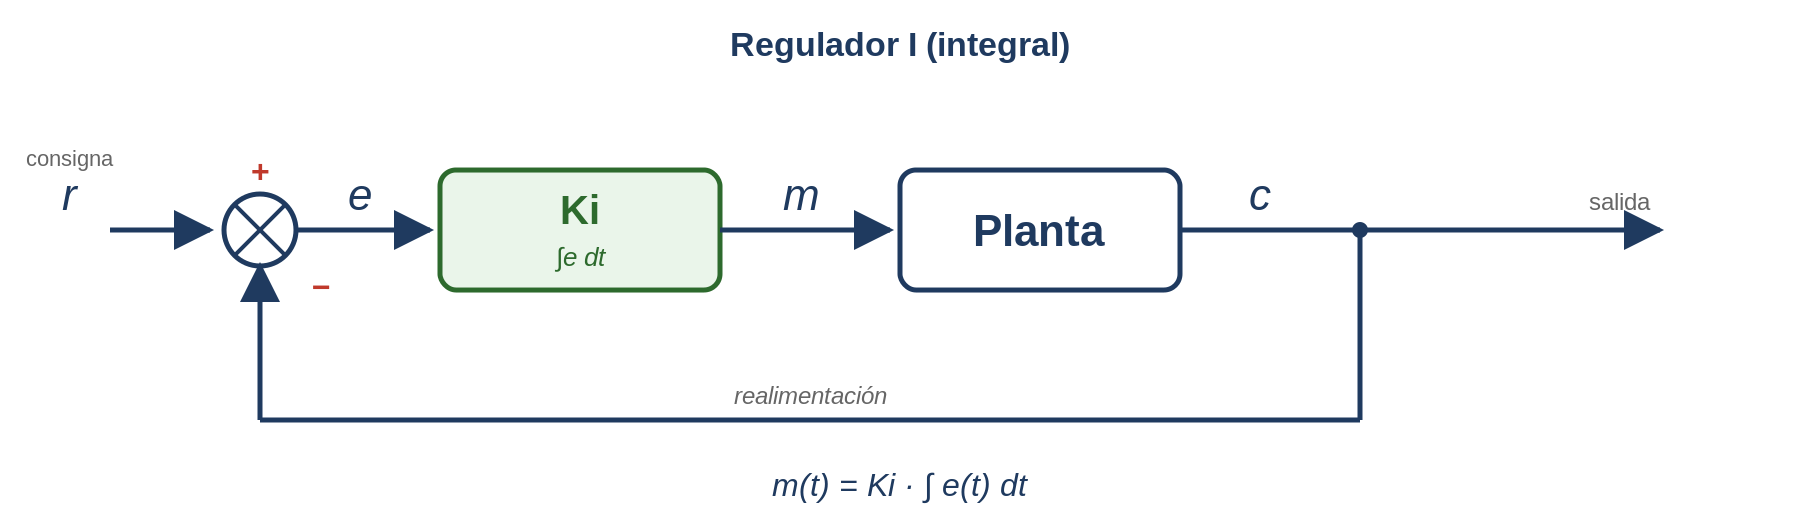 Regulador I (integral)
consigna
r
+
e
Ki
∫e dt
m
Planta
c
salida
−
realimentación
m(t) = Ki · ∫ e(t) dt